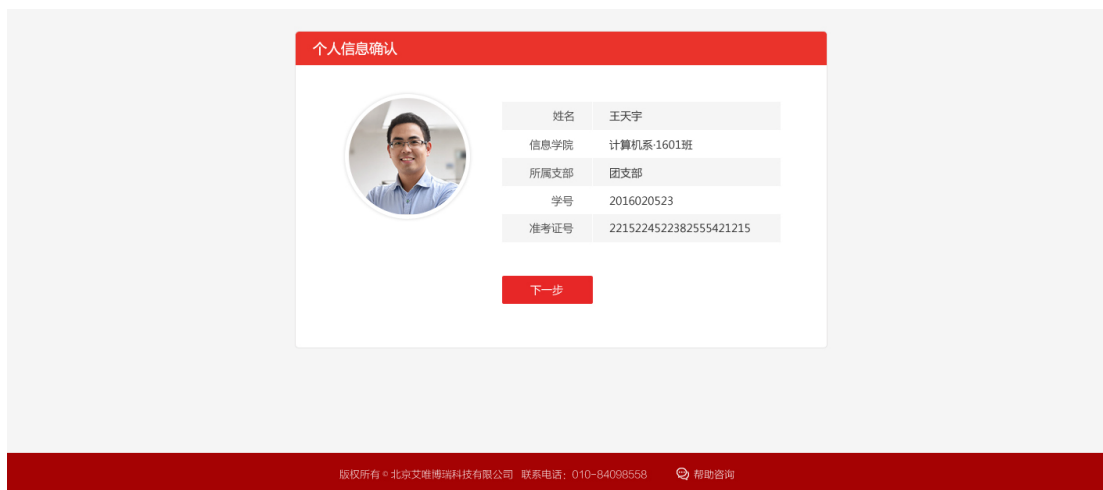 个人信息确认
姓名 王天宇
信息学院 计算机系·1601班
所属支部 团支部
学号 2016020523
准考证号 2215224522382555421215
下一步
版权所有©北京艾唯博瑞科技有限公司 联系电话：010-84098558 帮助咨询